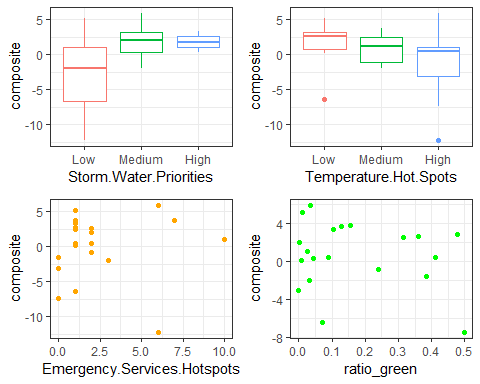 composite
5
0
-5
-10
Low Medium High
Storm.Water.Priorities
composite
5
0
-5
-10
Low Medium High
Temperature.Hot.Spots
composite
5
0
-5
-10
0.0 2.5 5.0 7.5 10.0
Emergency.Services.Hotspots
composite
4
0
-4
-8
0.0 0.1 0.2 0.3 0.4 0.5
ratio_green